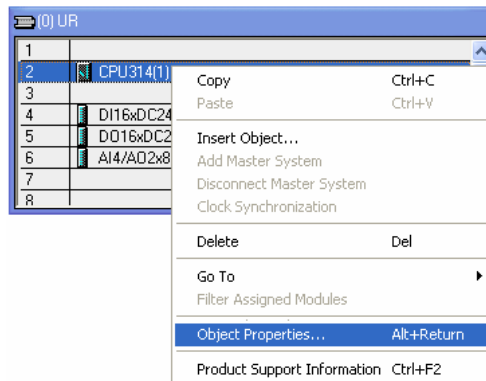 (0) UR
1
2 CPU314(1)
3
4 DI16xDC24
5 DO16xDC2
6 AI4/AO2x8
7
8
Copy Ctrl+C
Paste Ctrl+V
Insert Object...
Add Master System
Disconnect Master System
Clock Synchronization
Delete Del
Go To
Filter Assigned Modules
Object Properties... Alt+Return
Product Support Information Ctrl+F2